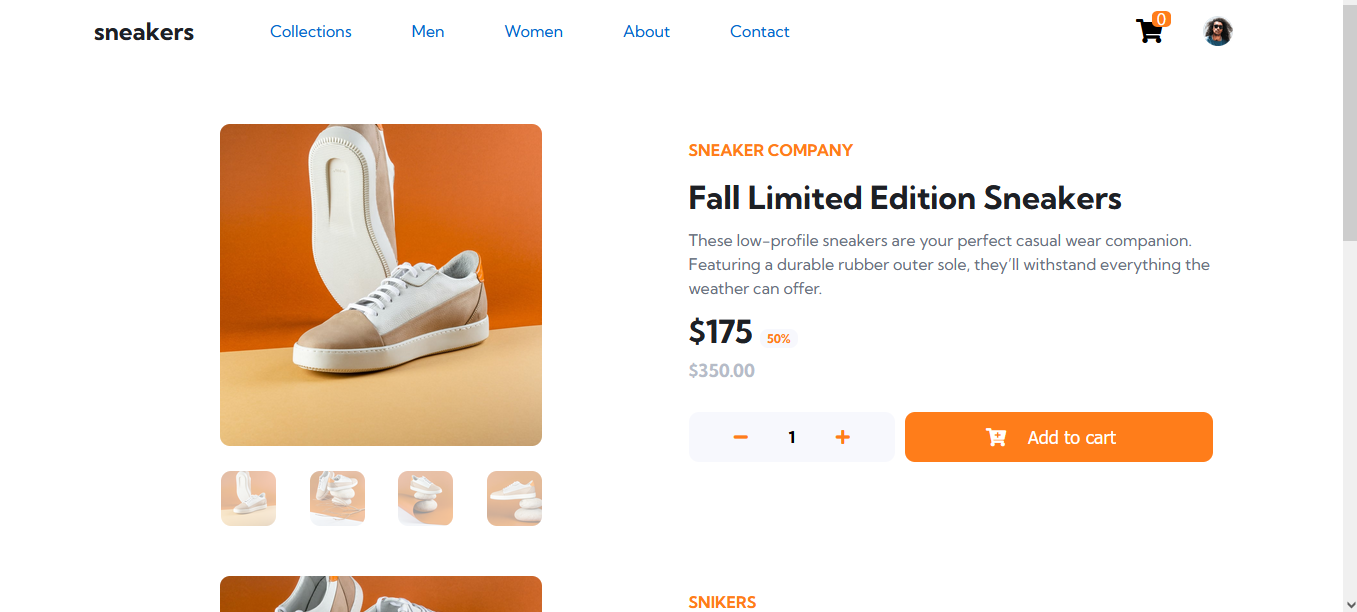 sneakers
Collections
Men
Women
About
Contact
0
SNEAKER COMPANY
Fall Limited Edition Sneakers
These low-profile sneakers are your perfect casual wear companion.
Featuring a durable rubber outer sole, they’ll withstand everything the
weather can offer.
$175 50%
$350.00
1
Add to cart
SNIKERS